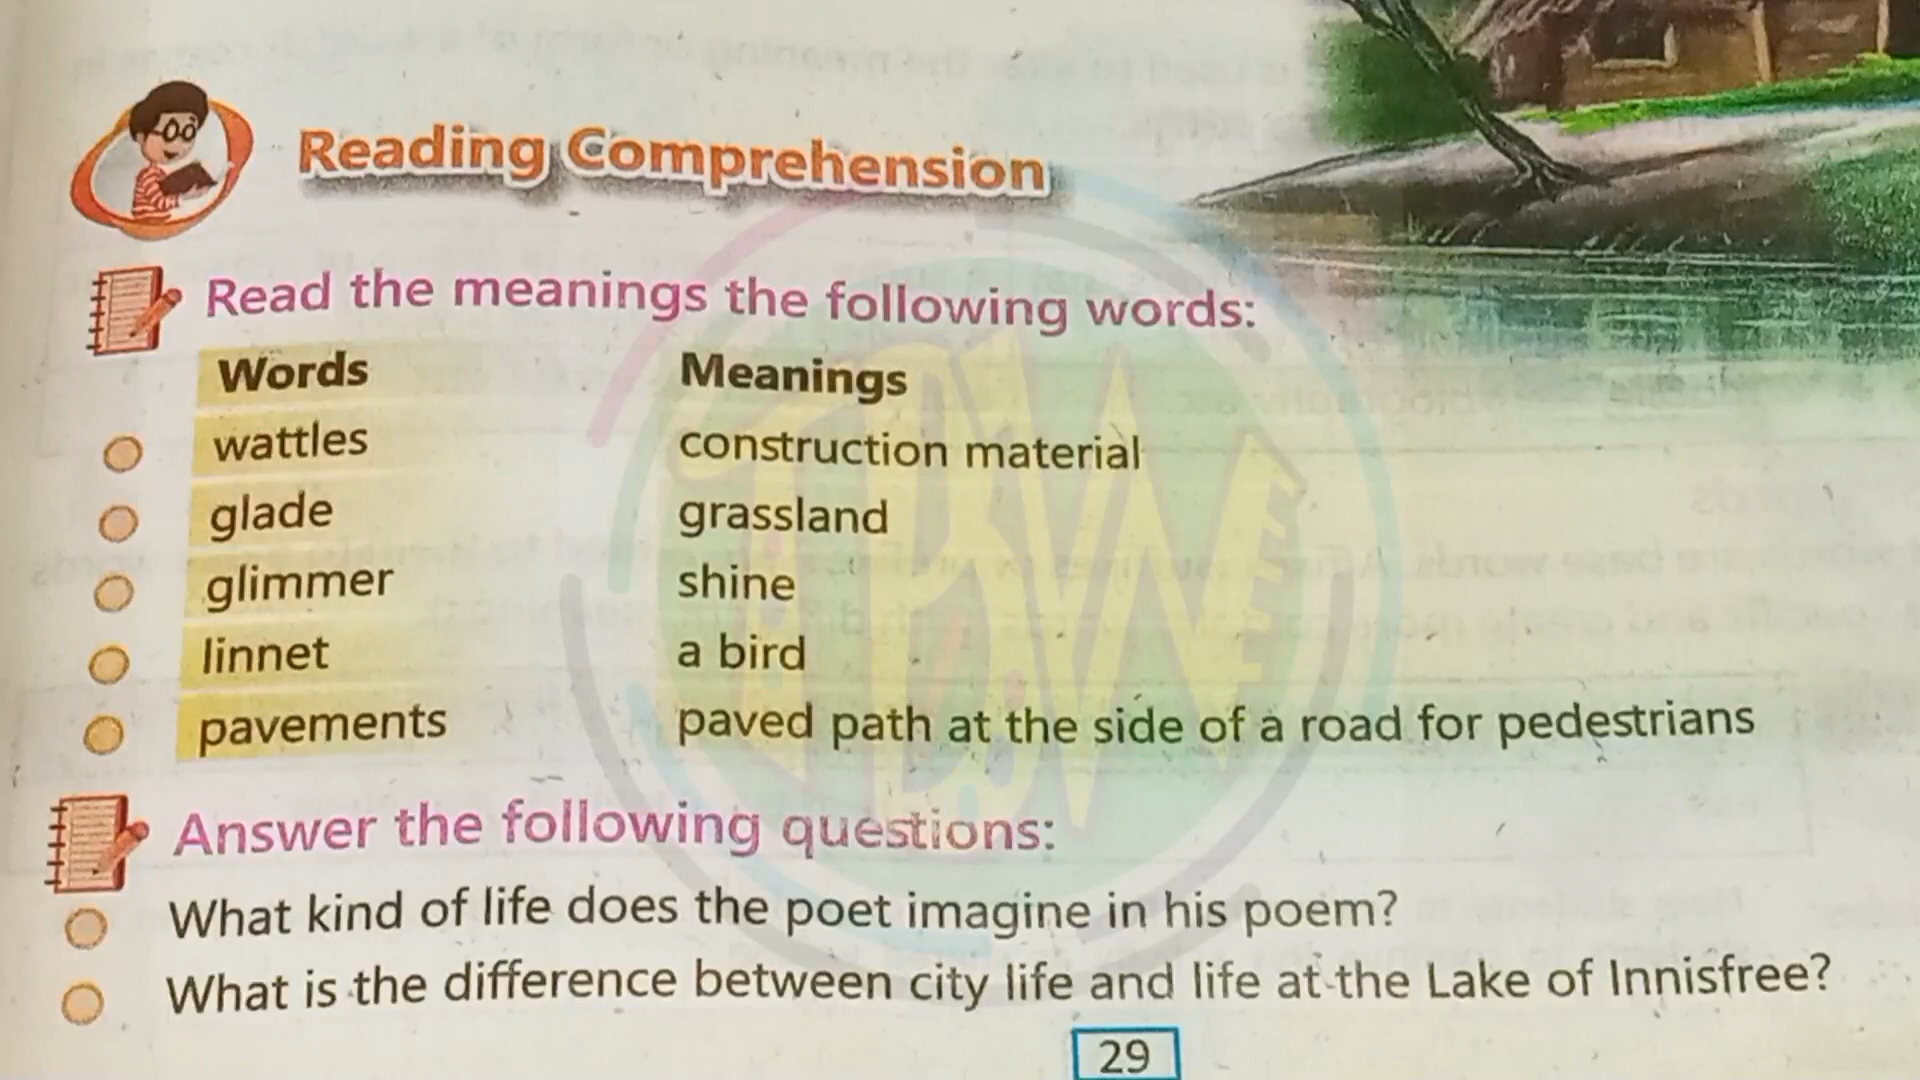 Reading Comprehension
Read the meanings the following words:
Words Meanings
wattles construction material
glade grassland
glimmer shine
linnet a bird
pavements paved path at the side of a road for pedestrians
Answer the following questions:
What kind of life does the poet imagine in his poem?
What is the difference between city life and life at the Lake of Innisfree?
29